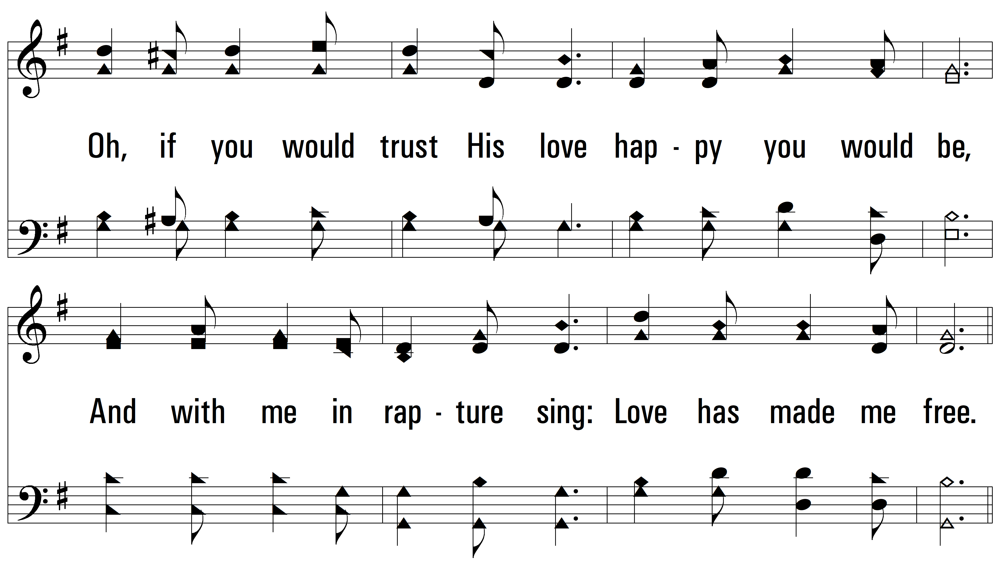 Oh, if you would trust His love hap - py you would be,
And with me in rap - ture sing: Love has made me free.